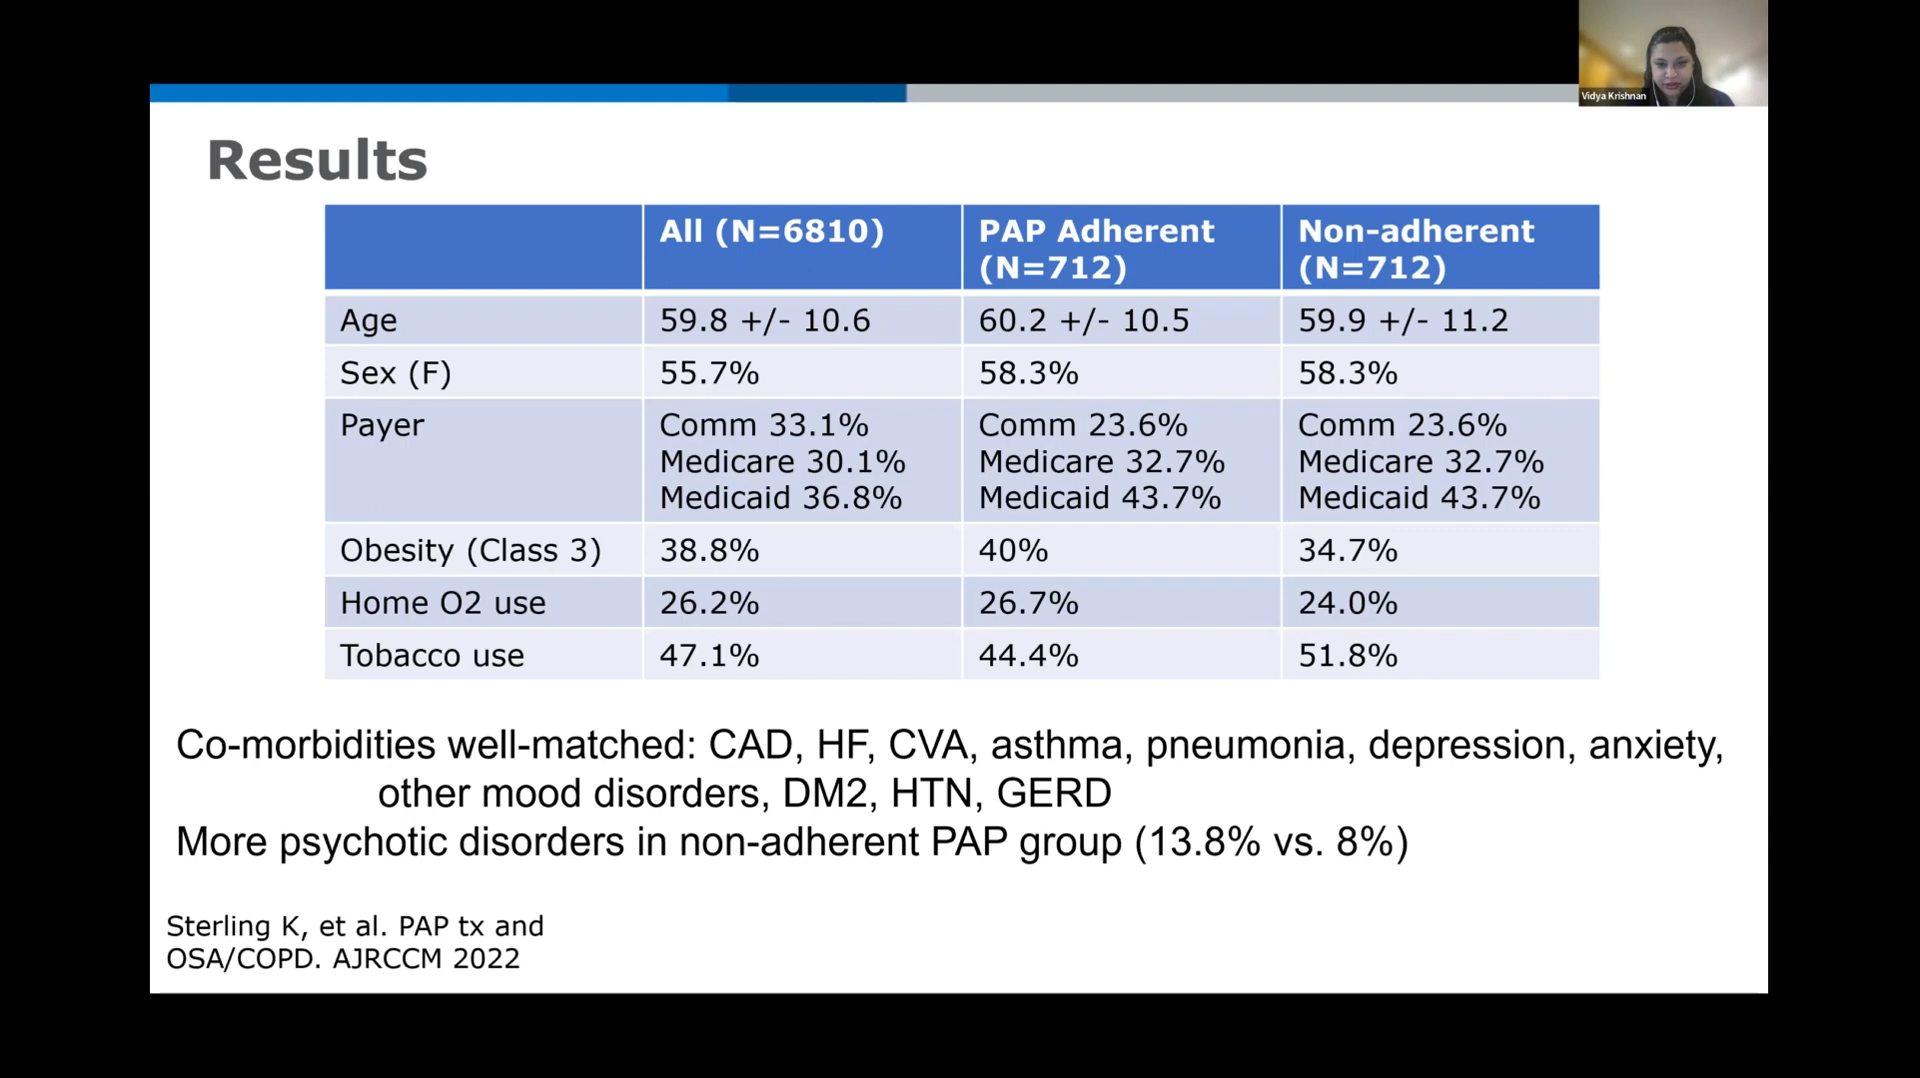 Vidya Krishnan
Results
All (N=6810)
PAP Adherent
(N=712)
Non-adherent
(N=712)
Age
59.8 +/- 10.6
60.2 +/- 10.5
59.9 +/- 11.2
Sex (F)
55.7%
58.3%
58.3%
Payer
Comm 33.1%
Medicare 30.1%
Medicaid 36.8%
Comm 23.6%
Medicare 32.7%
Medicaid 43.7%
Comm 23.6%
Medicare 32.7%
Medicaid 43.7%
Obesity (Class 3)
38.8%
40%
34.7%
Home O2 use
26.2%
26.7%
24.0%
Tobacco use
47.1%
44.4%
51.8%
Co-morbidities well-matched: CAD, HF, CVA, asthma, pneumonia, depression, anxiety,
other mood disorders, DM2, HTN, GERD
More psychotic disorders in non-adherent PAP group (13.8% vs. 8%)
Sterling K, et al. PAP tx and
OSA/COPD. AJRCCM 2022